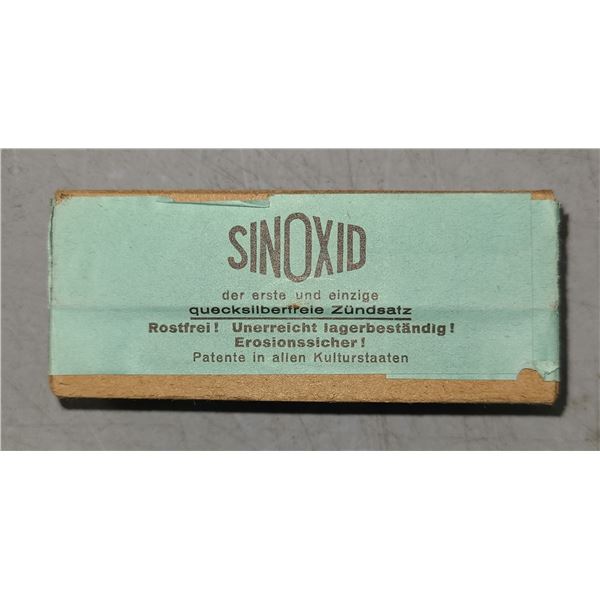 SINOXID
der erste und einzige
quecksilberfreie Zündsatz
Rostfrei! Unerreicht lagerbeständig!
Erosionssicher!
Patente in allen Kulturstaaten